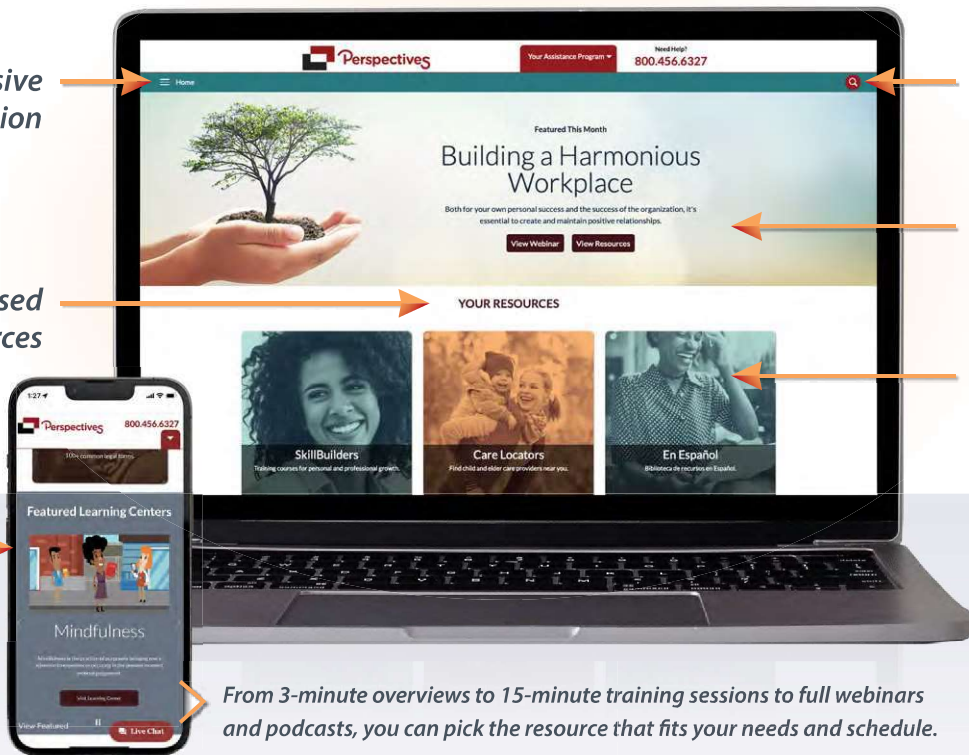 sive
tion
sed
rces
Perspectives
Your Assistance Program
Need Help?
800.456.6327
Home
Featured This Month
Building a Harmonious
Workplace
Both for your own personal success and the success of the organization, it's
essential to create and maintain positive relationships.
View Webinar
View Resources
YOUR RESOURCES
SkillBuilders
Training courses for personal and professional growth.
Care Locators
Find child and elder care providers near you.
En Español
Biblioteca de recursos en Español.
1:27
Perspectives
800.456.6327
100+ common legal forms.
Featured Learning Centers
Mindfulness
Visit Learning Center
View Featured
Live Chat
From 3-minute overviews to 15-minute training sessions to full webinars
and podcasts, you can pick the resource that fits your needs and schedule.